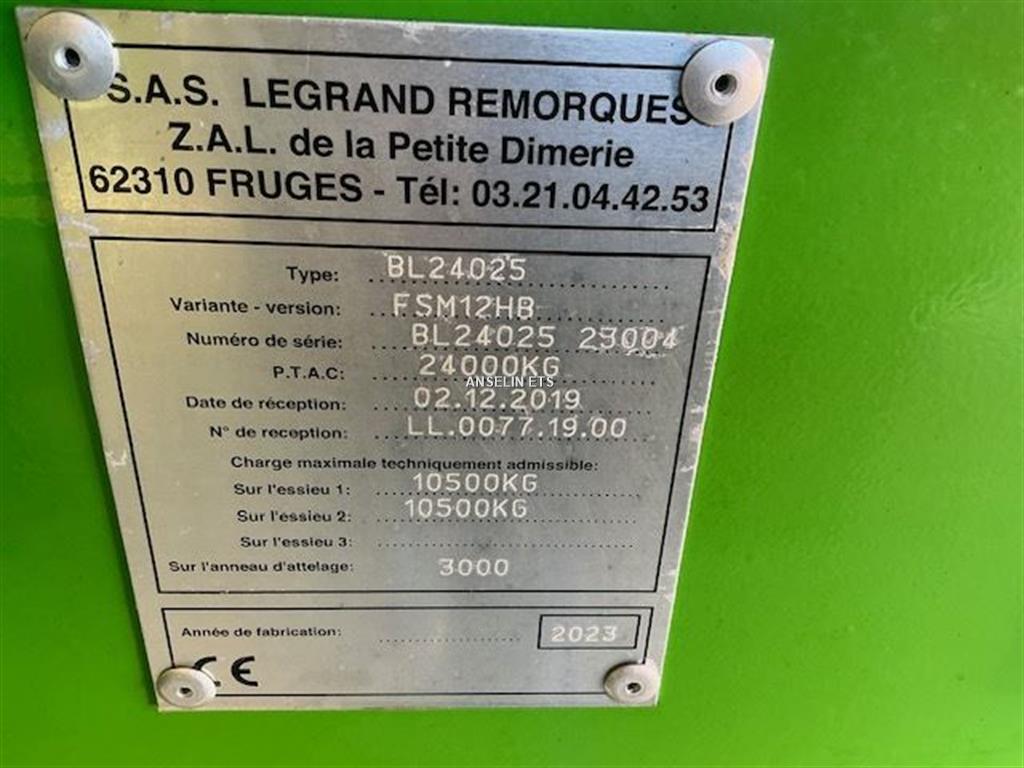 S.A.S. LEGRAND REMORQUES
Z.A.L. de la Petite Dimerie
62310 FRUGES - Tél: 03.21.04.42.53
Type: BL24025
Variante - version: FSM12HB
Numéro de série: BL24025 23004
P.T.A.C: 24000KG
ANSELIN ETS
Date de réception: 02.12.2019
N° de reception: LL.0077.19.00
Charge maximale techniquement admissible:
Sur l'essieu 1: 10500KG
Sur l'essieu 2: 10500KG
Sur l'essieu 3:
Sur l'anneau d'attelage: 3000
Année de fabrication: 2023
CE